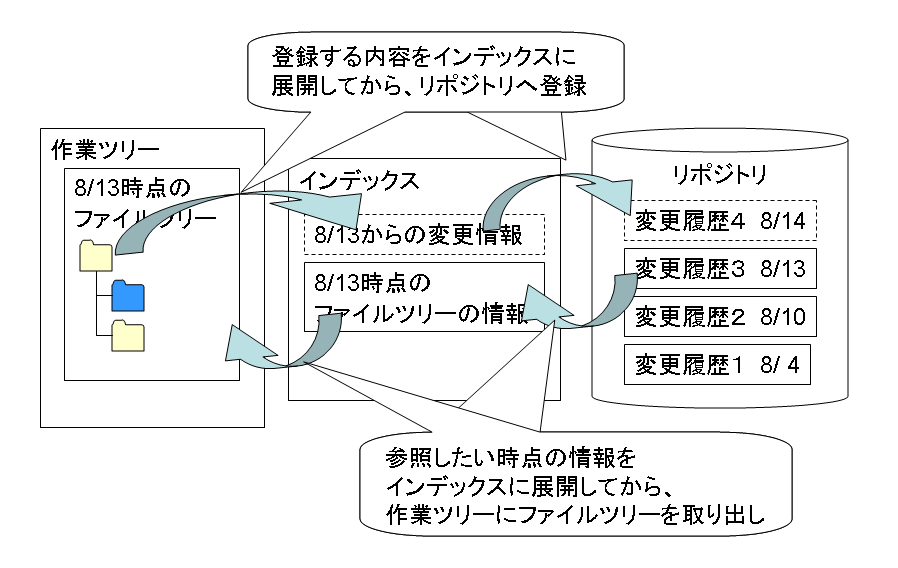 登録する内容をインデックスに
展開してから、リポジトリへ登録
作業ツリー
8/13時点の
ファイルツリー
インデックス
8/13からの変更情報
8/13時点の
ファイルツリーの情報
リポジトリ
変更履歴４ 8/14
変更履歴３ 8/13
変更履歴２ 8/10
変更履歴１ 8/ 4
参照したい時点の情報を
インデックスに展開してから、
作業ツリーにファイルツリーを取り出し